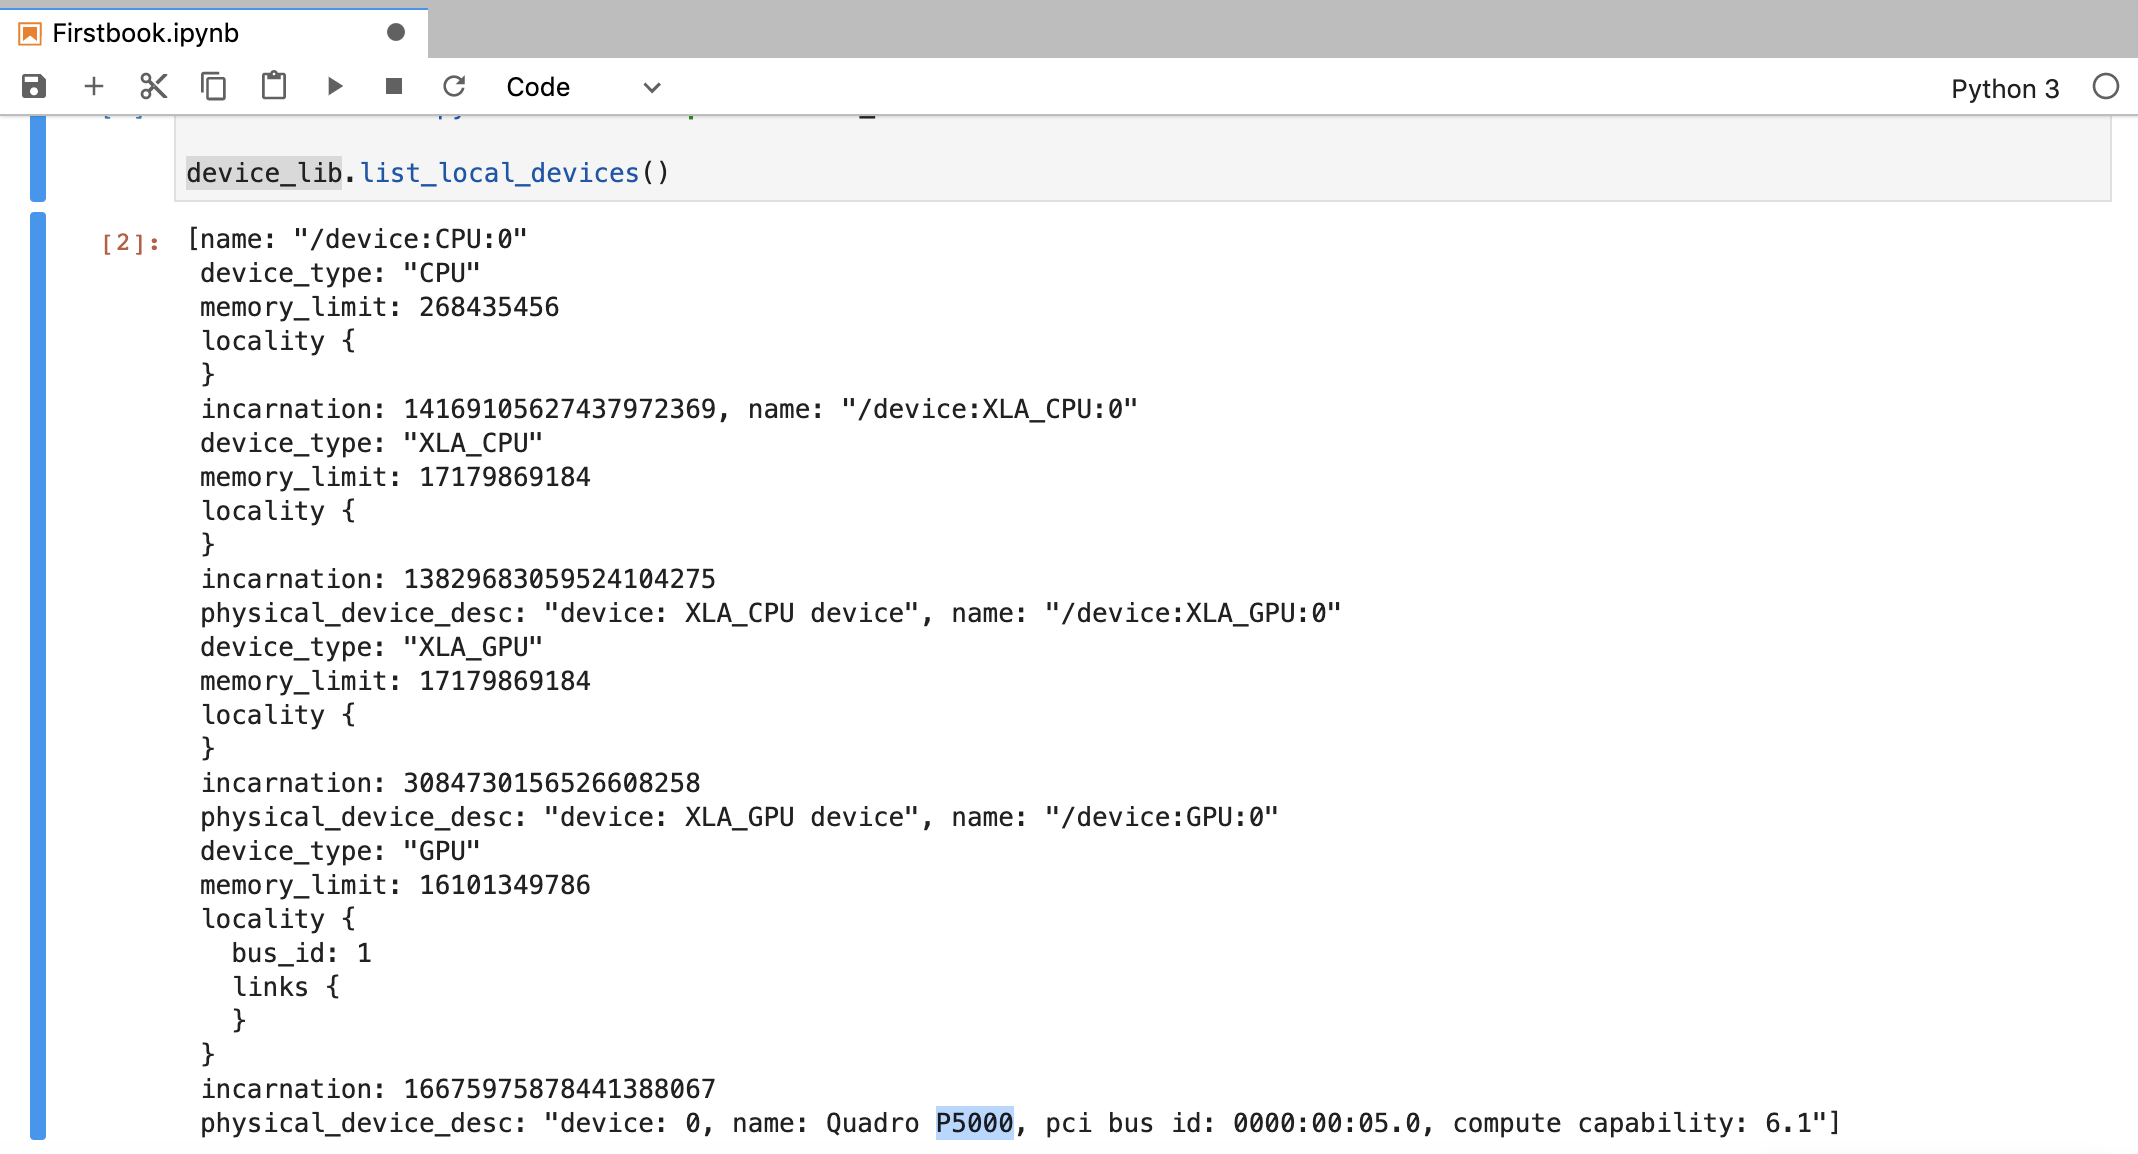 Firstbook.ipynb
Code
Python 3
device_lib.list_local_devices()
[2]: [name: "/device:CPU:0"
device_type: "CPU"
memory_limit: 268435456
locality {
}
incarnation: 14169105627437972369, name: "/device:XLA_CPU:0"
device_type: "XLA_CPU"
memory_limit: 17179869184
locality {
}
incarnation: 13829683059524104275
physical_device_desc: "device: XLA_CPU device", name: "/device:XLA_GPU:0"
device_type: "XLA_GPU"
memory_limit: 17179869184
locality {
}
incarnation: 3084730156526608258
physical_device_desc: "device: XLA_GPU device", name: "/device:GPU:0"
device_type: "GPU"
memory_limit: 16101349786
locality {
bus_id: 1
links {
}
}
incarnation: 16675975878441388067
physical_device_desc: "device: 0, name: Quadro P5000, pci bus id: 0000:00:05.0, compute capability: 6.1"]